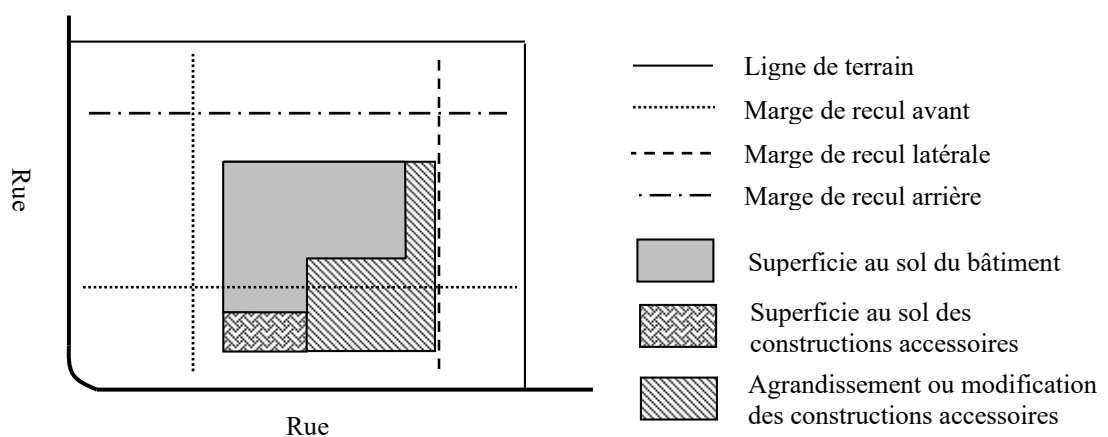 Rue
Rue
Ligne de terrain
Marge de recul avant
Marge de recul latérale
Marge de recul arrière
Superficie au sol du bâtiment
Superficie au sol des
constructions accessoires
Agrandissement ou modification
des constructions accessoires